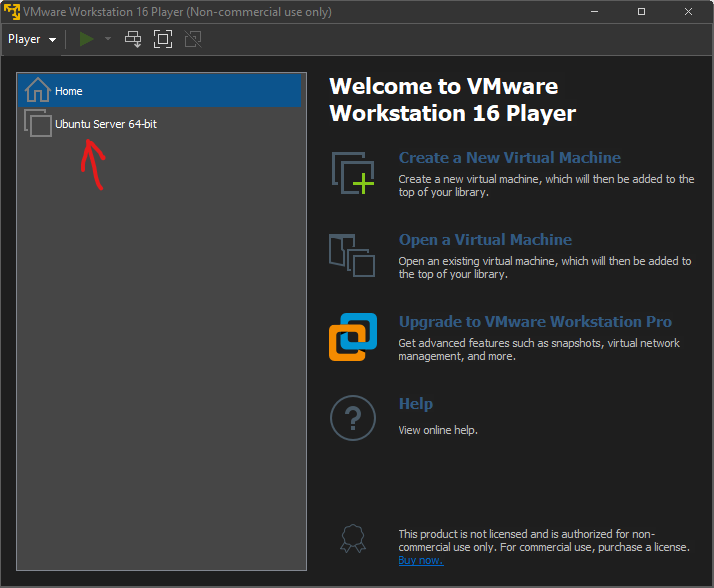 VMware Workstation 16 Player (Non-commercial use only)
Player
Home
Ubuntu Server 64-bit
Welcome to VMware
Workstation 16 Player
Create a New Virtual Machine
Create a new virtual machine, which will then be added to the
top of your library.
Open a Virtual Machine
Open an existing virtual machine, which will then be added to
the top of your library.
Upgrade to VMware Workstation Pro
Get advanced features such as snapshots, virtual network
management, and more.
?
Help
View online help.
This product is not licensed and is authorized for non-
commercial use only. For commercial use, purchase a license.
Buy now.